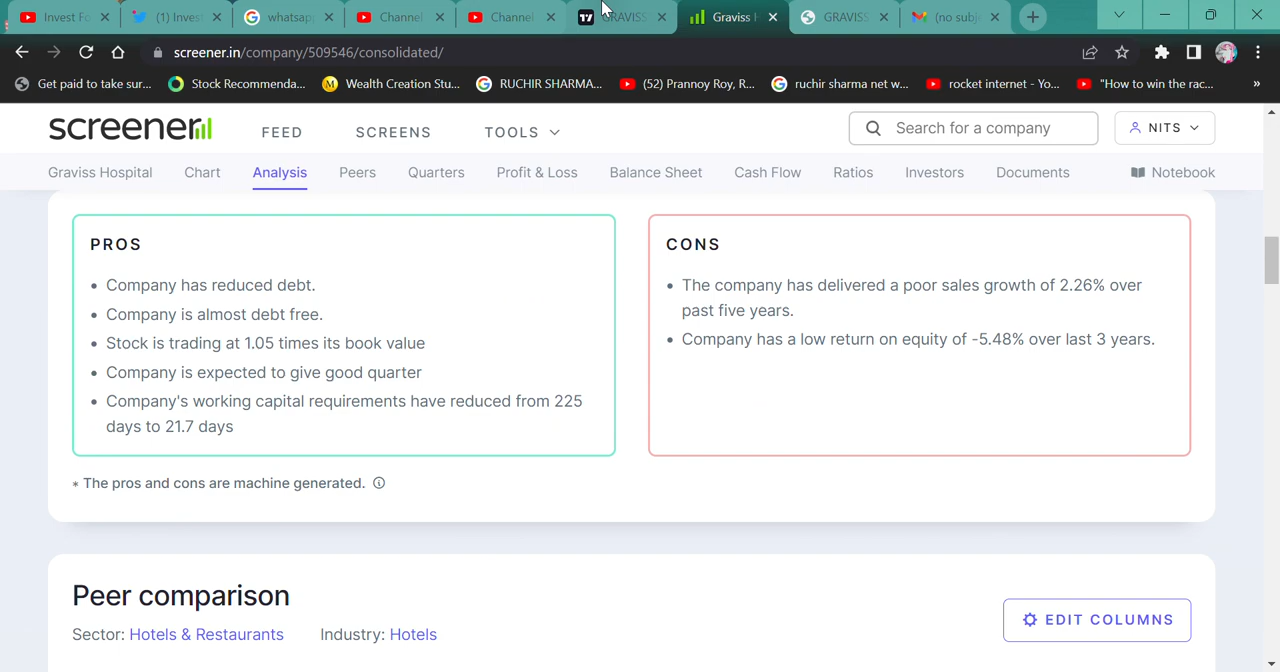 Invest Fo
(1) Invest
whatsap
Channel
Channel
GRAVISS
Graviss
GRAVISS
(no subj
screener.in/company/509546/consolidated/
Get paid to take sur...
Stock Recommenda...
Wealth Creation Stu...
RUCHIR SHARMA...
(52) Prannoy Roy, R...
ruchir sharma net w...
rocket internet - Yo...
"How to win the rac...
»
screener
FEED
SCREENS
TOOLS
Search for a company
NITS
Graviss Hospital
Chart
Analysis
Peers
Quarters
Profit & Loss
Balance Sheet
Cash Flow
Ratios
Investors
Documents
Notebook
PROS
• Company has reduced debt.
• Company is almost debt free.
• Stock is trading at 1.05 times its book value
• Company is expected to give good quarter
• Company's working capital requirements have reduced from 225
days to 21.7 days
CONS
• The company has delivered a poor sales growth of 2.26% over
past five years.
• Company has a low return on equity of -5.48% over last 3 years.
* The pros and cons are machine generated.
Peer comparison
Sector: Hotels & Restaurants
Industry: Hotels
EDIT COLUMNS